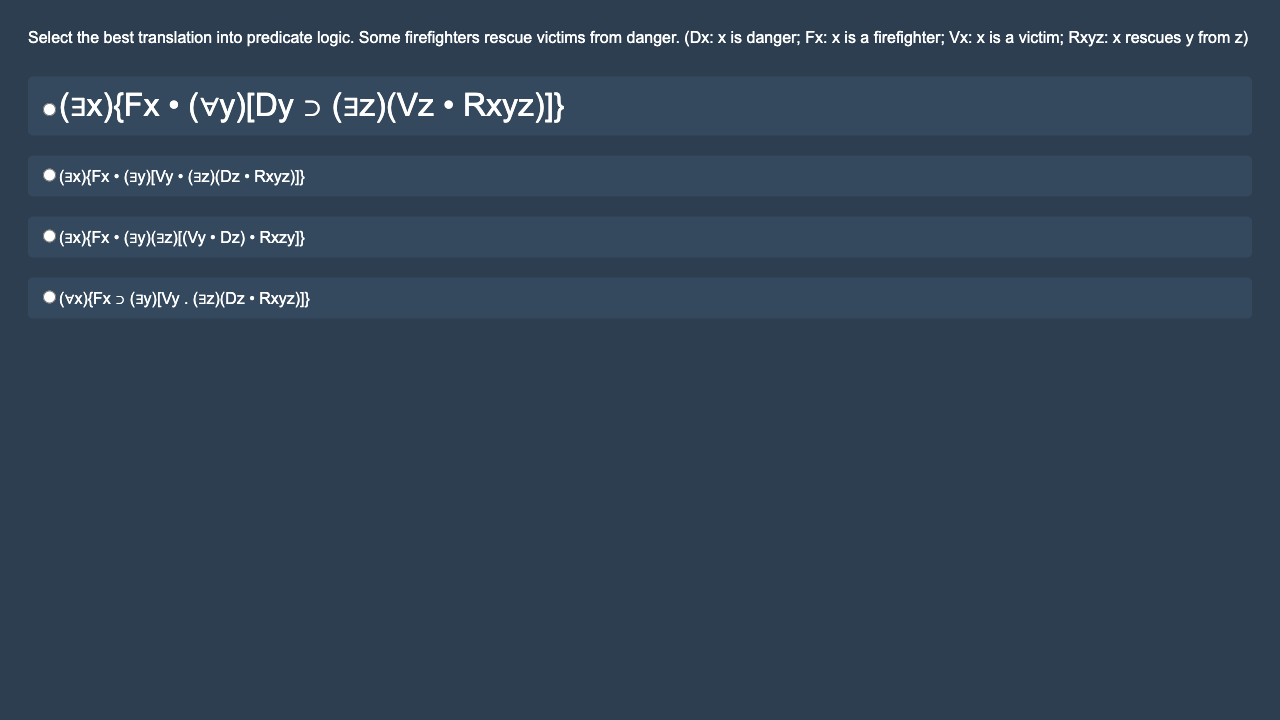 Select the best translation into predicate logic. Some firefighters rescue victims from danger. (Dx: x is danger; Fx: x is a firefighter; Vx: x is a victim; Rxyz: x rescues y from z)
(∃x){Fx • (∀y)[Dy ⊃ (∃z)(Vz • Rxyz)]}
(∃x){Fx • (∃y)[Vy • (∃z)(Dz • Rxyz)]}
(∃x){Fx • (∃y)(∃z)[(Vy • Dz) • Rxzy]}
(∀x){Fx ⊃ (∃y)[Vy . (∃z)(Dz • Rxyz)]}